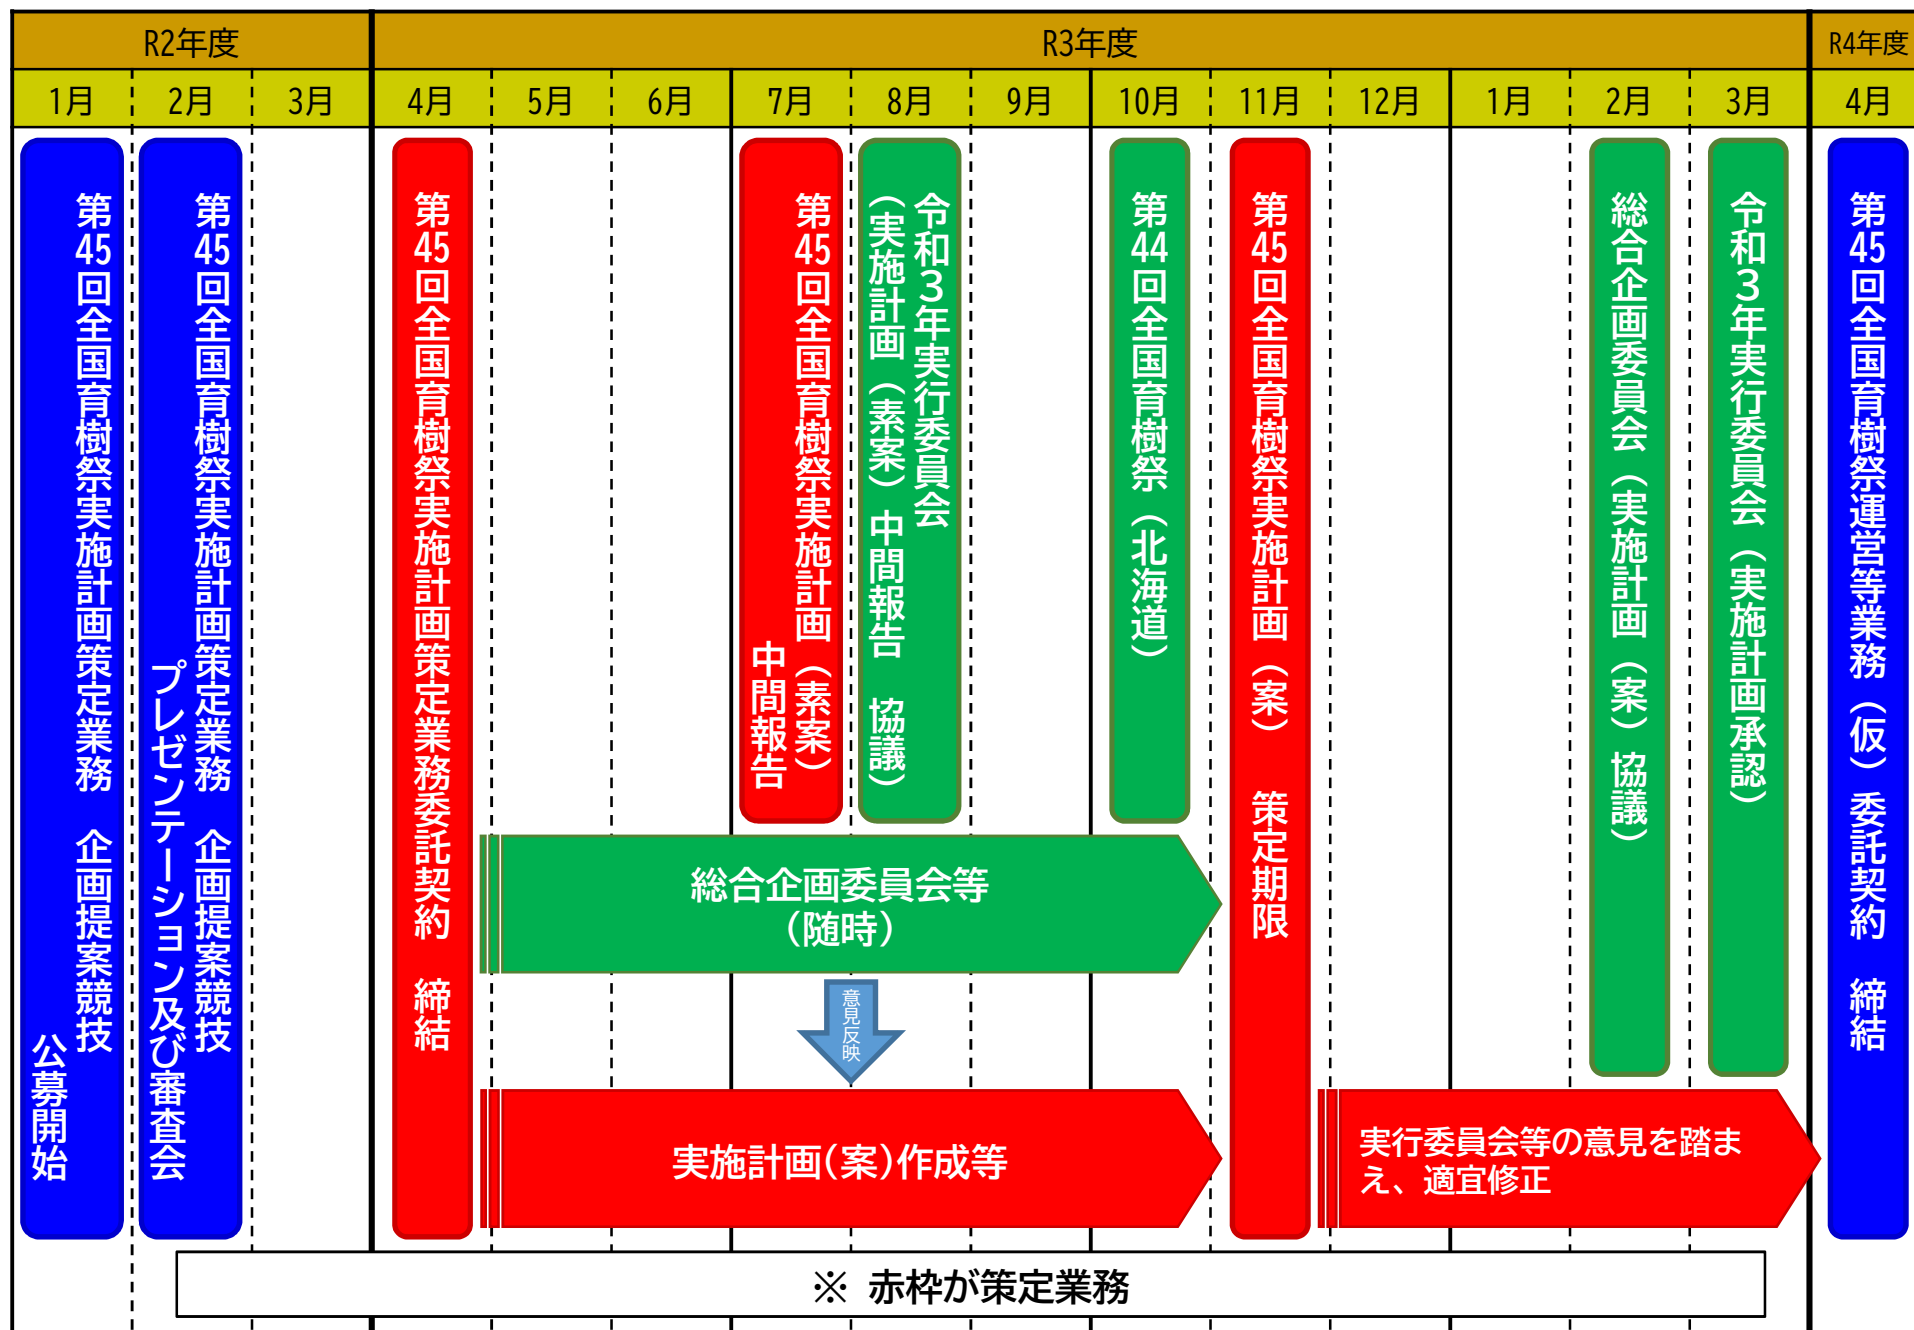 R2年度
R3年度
R4年度
1月
2月
3月
4月
5月
6月
7月
8月
9月
10月
11月
12月
1月
2月
3月
4月
第45回全国育樹祭実施計画策定業務　企画提案競技
公募開始
第45回全国育樹祭実施計画策定業務　企画提案競技
プレゼンテーション及び審査会
第45回全国育樹祭実施計画策定業務委託契約　締結
第45回全国育樹祭実施計画（素案）
中間報告
令和３年実行委員会
（実施計画（素案）中間報告　協議）
第44回全国育樹祭（北海道）
第45回全国育樹祭実施計画（案）　策定期限
総合企画委員会（実施計画（案）協議）
令和３年実行委員会（実施計画承認）
第45回全国育樹祭運営等業務（仮）委託契約　締結
総合企画委員会等
（随時）
意見反映
実施計画(案)作成等
実行委員会等の意見を踏ま
え、適宜修正
※ 赤枠が策定業務